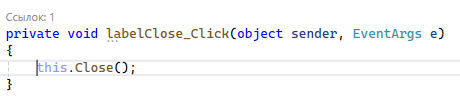 Ссылок: 1
private void labelClose_Click(object sender, EventArgs e)
{
this.Close();
}